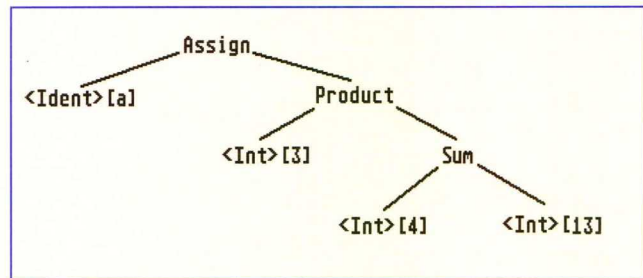 Assign
<Ident>[a]
Product
<Int>[3]
Sum
<Int>[4] <Int>[13]